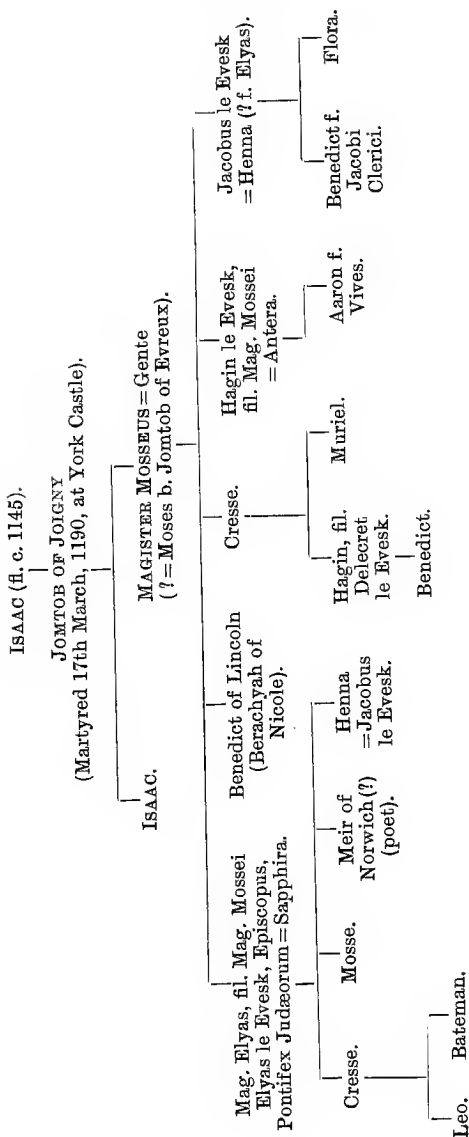 ISAAC (fl. c. 1145).
JOMTOB OF JOIGNY
(Martyred 17th March, 1190, at York Castle).
ISAAC.
MAGISTER MOSSEUS = Gente
(? = Moses b. Jomtob of Evreux).
Mag. Elyas, fil. Mag. Mossei
Elyas le Evesk, Episcopus,
Pontifex Judæorum = Sapphira.
Benedict of Lincoln
(Berachyah of
Nicole).
Cresse.
Hagin le Evesk,
fil. Mag. Mossei
= Antera.
Jacobus le Evesk
= Henna (? f. Elyas).
Cresse.
Mosse.
Meir of
Norwich (?)
(poet).
Henna
= Jacobus
le Evesk.
Hagin, fil.
Delecret
le Evesk.
Muriel.
Aaron f.
Vives.
Benedict f.
Jacobi
Clerici.
Flora.
Leo.
Bateman.
Benedict.